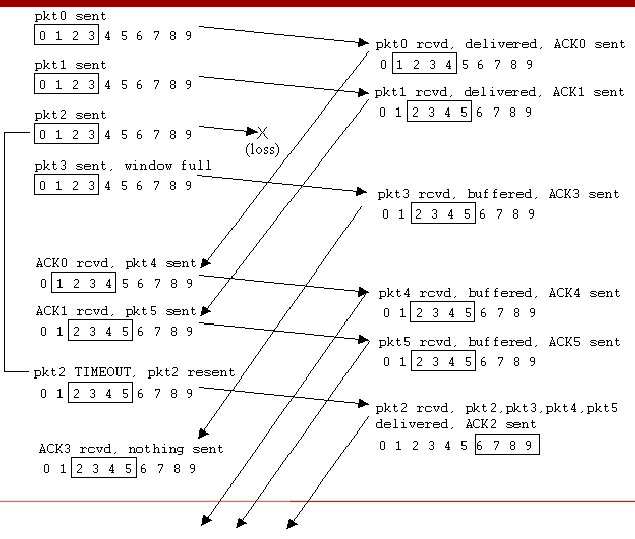 pkt0 sent
0 1 2 3 4 5 6 7 8 9
pkt0 rcvd, delivered, ACK0 sent
0 1 2 3 4 5 6 7 8 9
pkt1 sent
0 1 2 3 4 5 6 7 8 9
pkt1 rcvd, delivered, ACK1 sent
0 1 2 3 4 5 6 7 8 9
pkt2 sent
0 1 2 3 4 5 6 7 8 9
X
(loss)
pkt3 sent, window full
0 1 2 3 4 5 6 7 8 9
pkt3 rcvd, buffered, ACK3 sent
0 1 2 3 4 5 6 7 8 9
ACK0 rcvd, pkt4 sent
0 1 2 3 4 5 6 7 8 9
pkt4 rcvd, buffered, ACK4 sent
0 1 2 3 4 5 6 7 8 9
ACK1 rcvd, pkt5 sent
0 1 2 3 4 5 6 7 8 9
pkt5 rcvd, buffered, ACK5 sent
0 1 2 3 4 5 6 7 8 9
pkt2 TIMEOUT, pkt2 resent
0 1 2 3 4 5 6 7 8 9
pkt2 rcvd, pkt2,pkt3,pkt4,pkt5
delivered, ACK2 sent
0 1 2 3 4 5 6 7 8 9
ACK3 rcvd, nothing sent
0 1 2 3 4 5 6 7 8 9